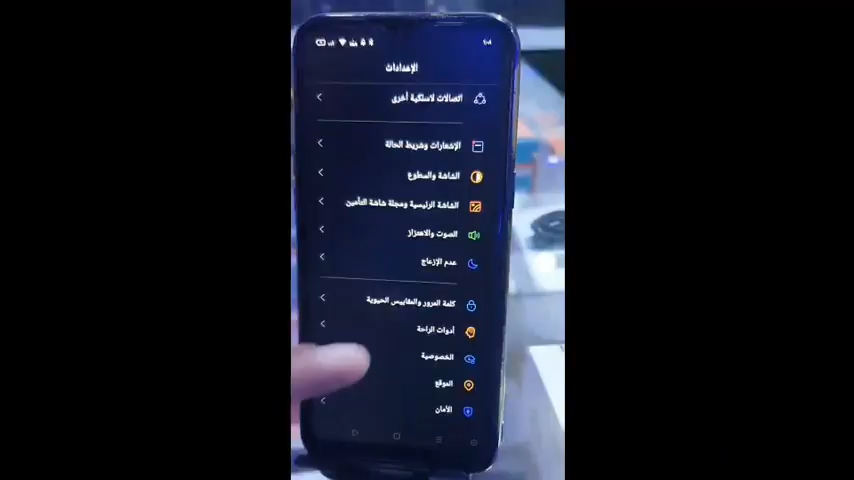 الإعدادات
اتصالات لاسلكية أخرى
الإشعارات وشريط الحالة
الشاشة والسطوع
الشاشة الرئيسية ومجلة شاشة التأمين
الصوت والاهتزاز
عدم الإزعاج
كلمة المرور والمقاييس الحيوية
أدوات الراحة
الخصوصية
الموقع
الأمان